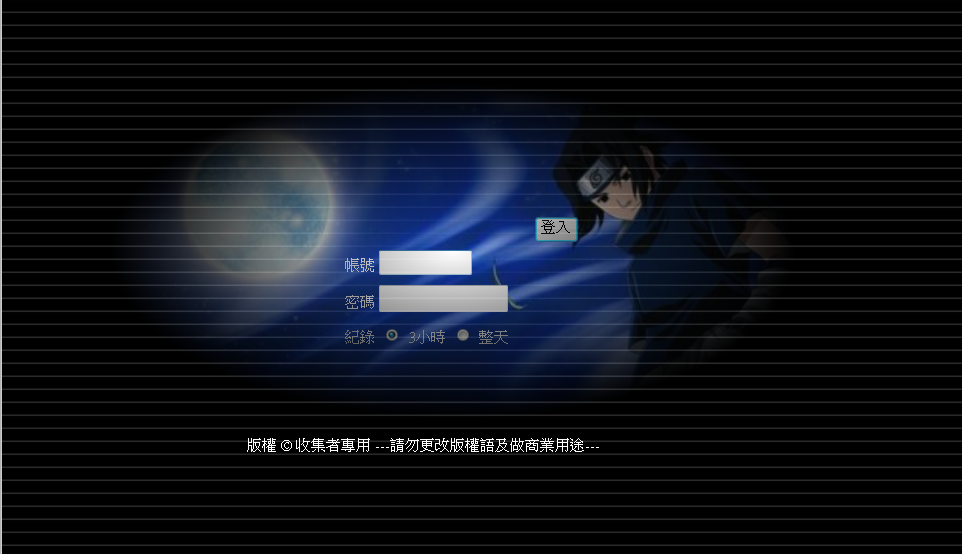 登入
帳號
密碼
紀錄 3小時 整天
版權 © 收集者專用 ---請勿更改版權語及做商業用途---